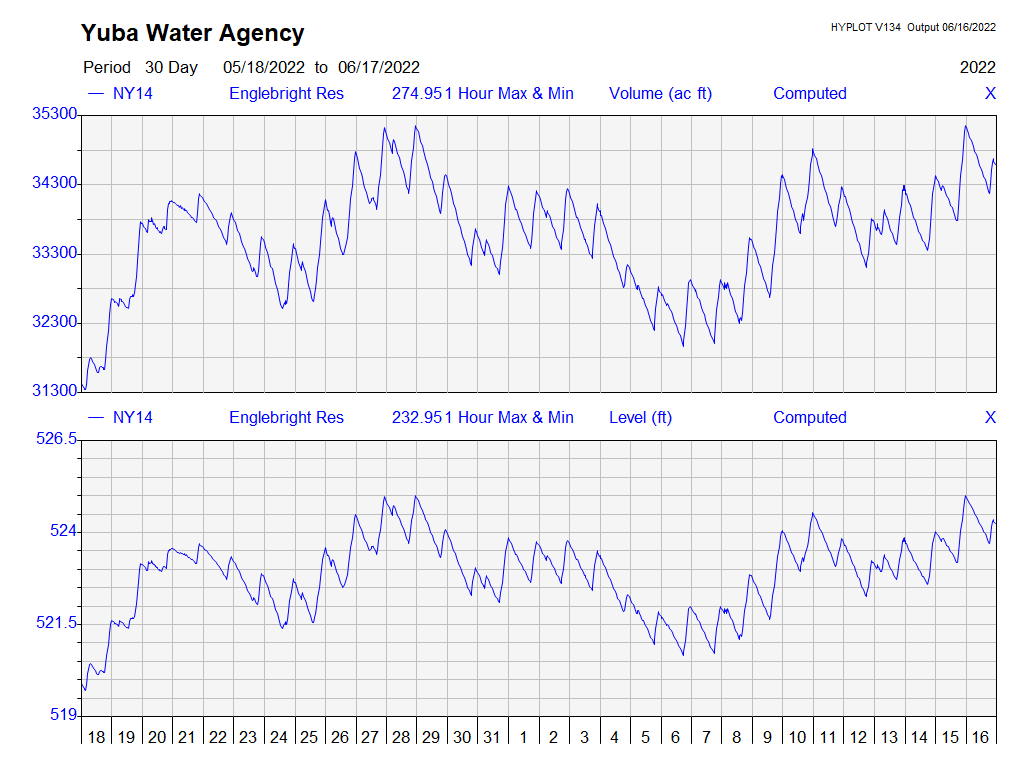 Yuba Water Agency
HYPLOT V134 Output 06/16/2022
Period 30 Day 05/18/2022 to 06/17/2022 2022
NY14 Englebright Res 274.951 Hour Max & Min Volume (ac ft) Computed X
35300
34300
33300
32300
31300
NY14 Englebright Res 232.951 Hour Max & Min Level (ft) Computed X
526.5
524
521.5
519
18 19 20 21 22 23 24 25 26 27 28 29 30 31 1 2 3 4 5 6 7 8 9 10 11 12 13 14 15 16